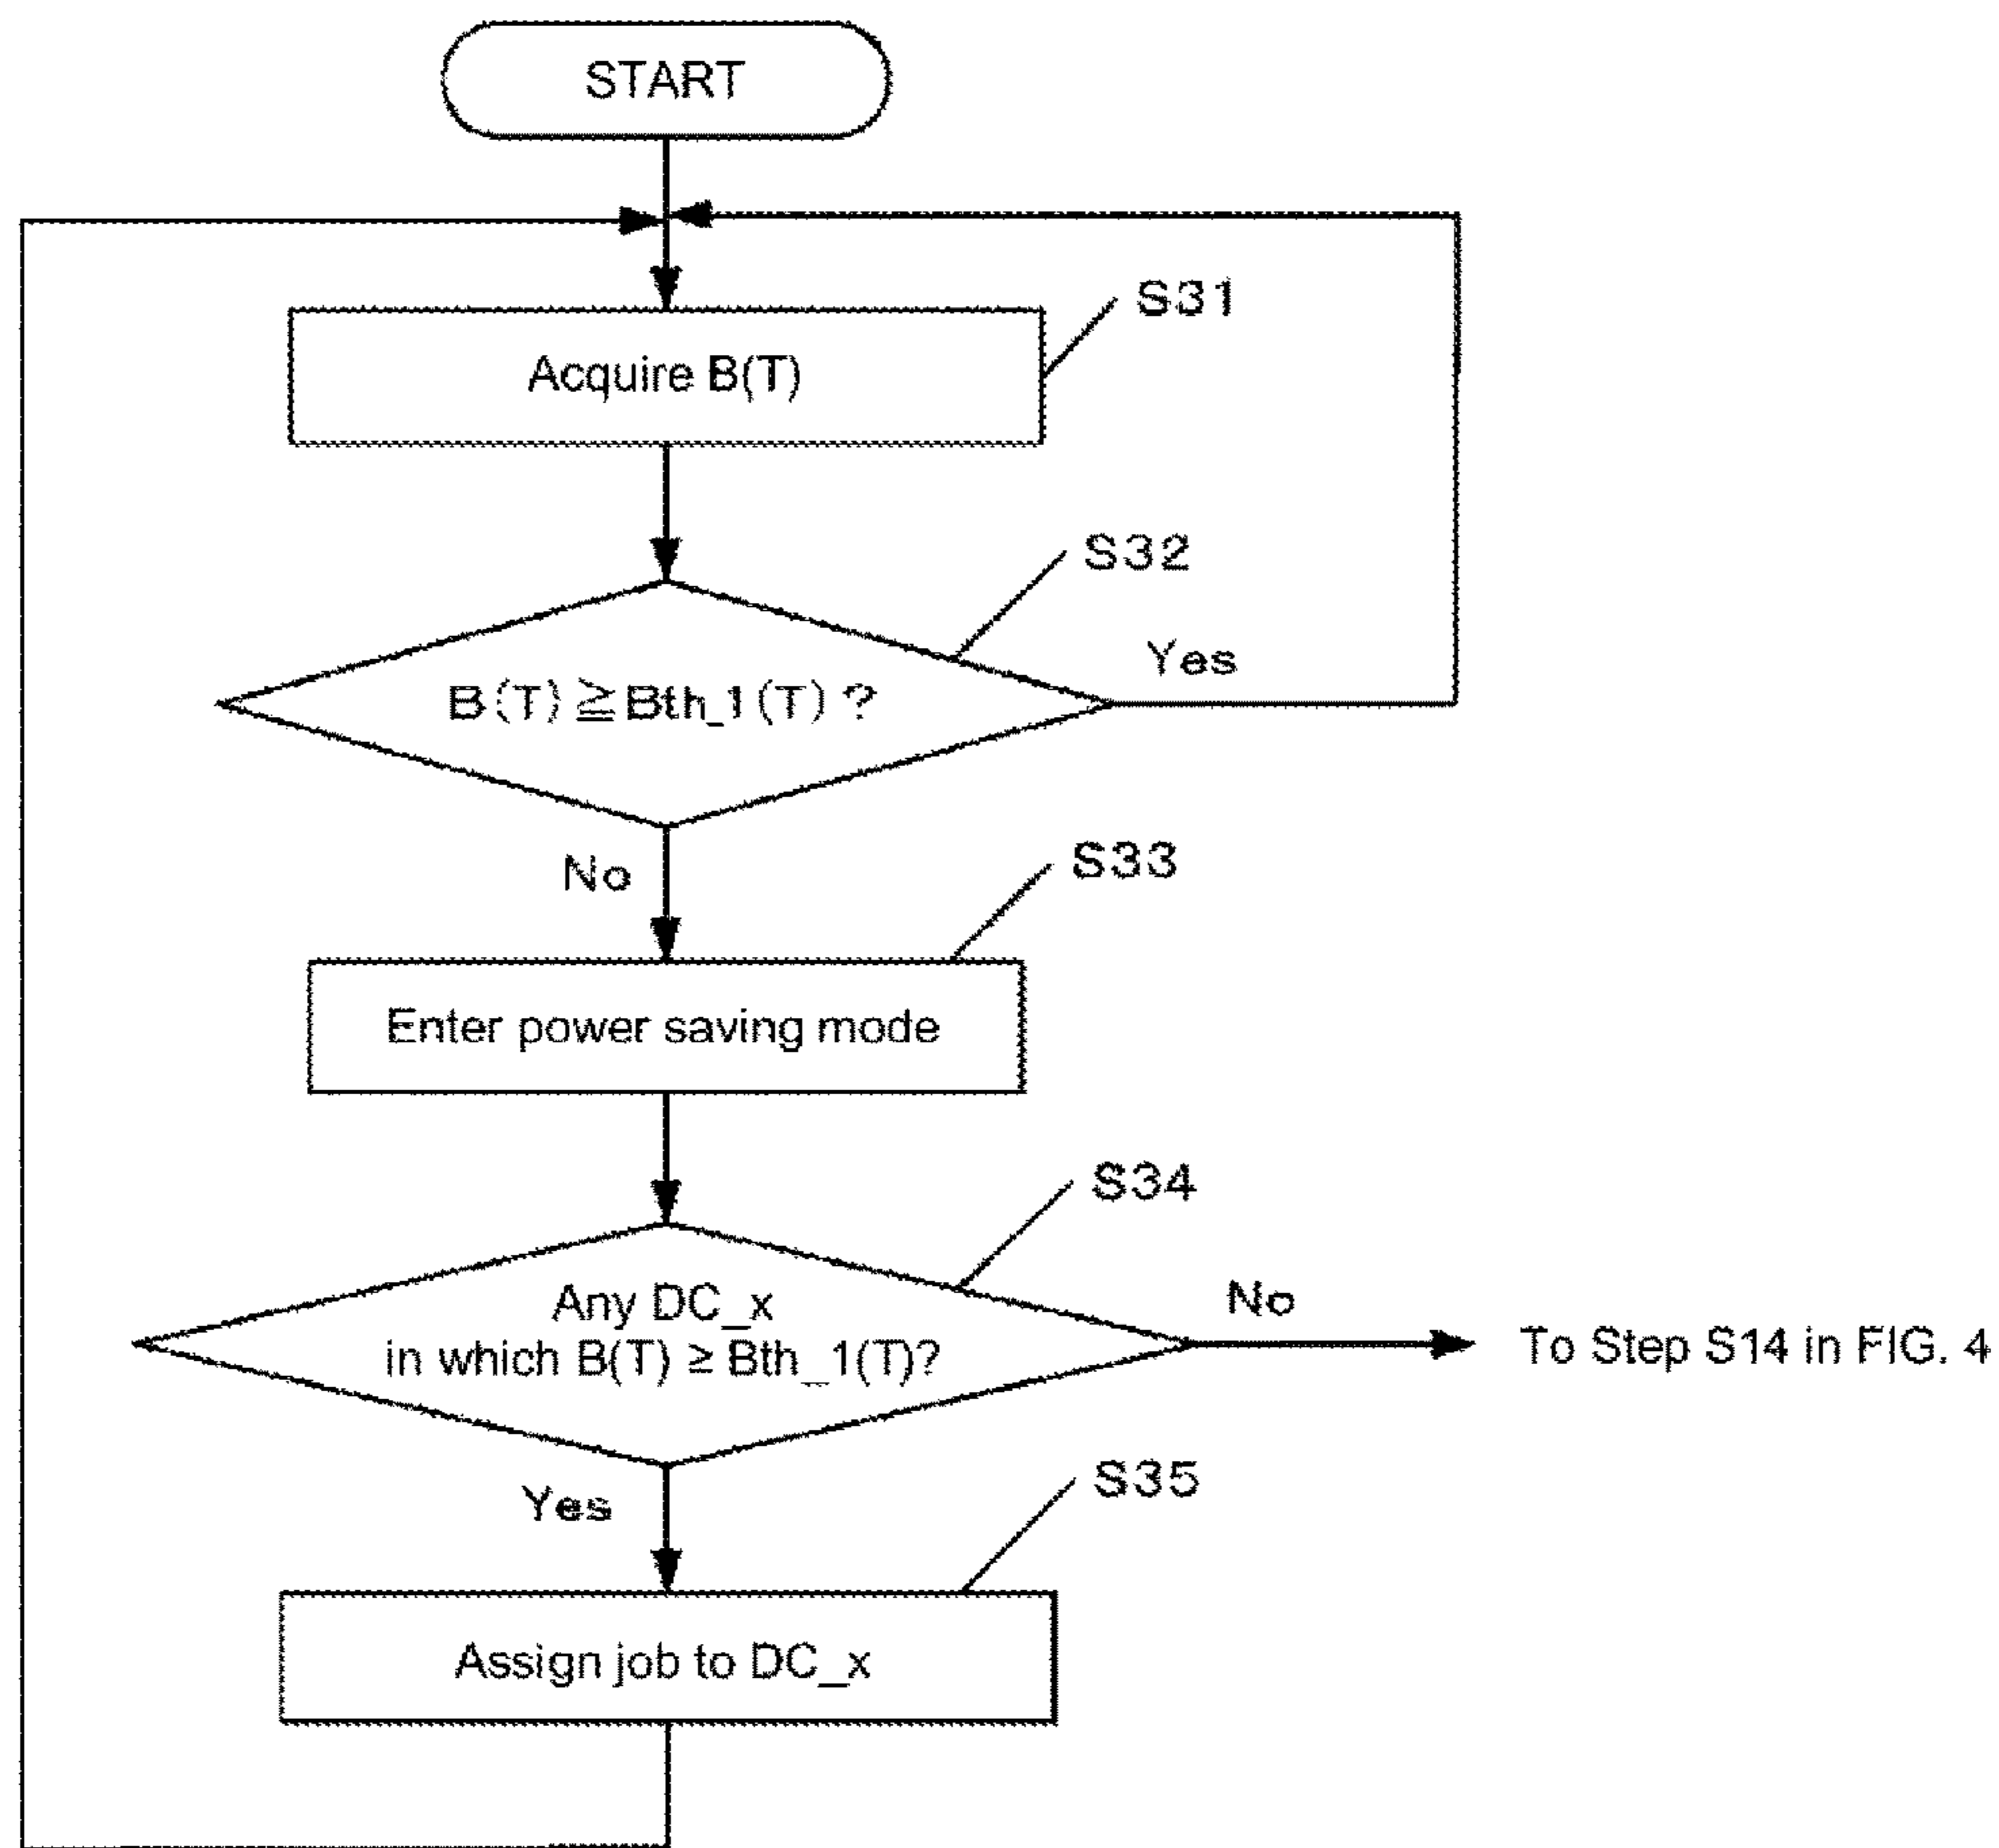 START
S31
Acquire B(T)
S32
Yes
B(T)≧Bth_1(T)?
No
S33
Enter power saving mode
S34
Any DC_x
in which B(T) ≥ Bth_1(T)?
No
To Step S14 in FIG. 4
Yes
S35
Assign job to DC_x